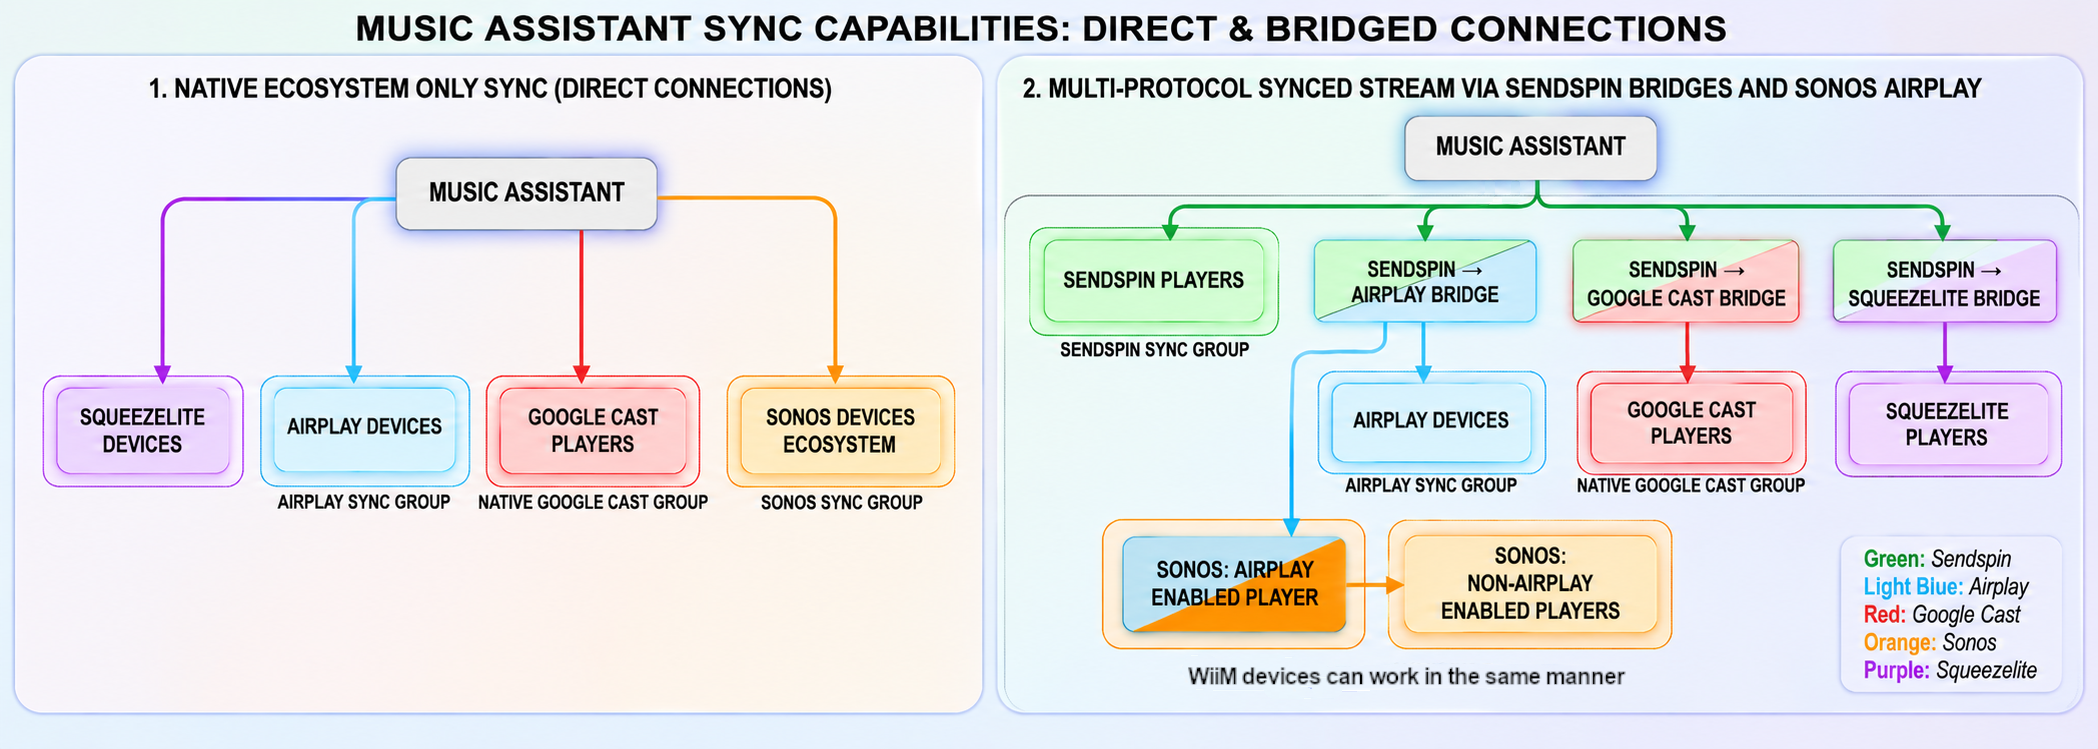 MUSIC ASSISTANT SYNC CAPABILITIES: DIRECT & BRIDGED CONNECTIONS
1. NATIVE ECOSYSTEM ONLY SYNC (DIRECT CONNECTIONS)
MUSIC ASSISTANT
SQUEEZELITE
DEVICES
AIRPLAY DEVICES
AIRPLAY SYNC GROUP
GOOGLE CAST
PLAYERS
NATIVE GOOGLE CAST GROUP
SONOS DEVICES
ECOSYSTEM
SONOS SYNC GROUP
2. MULTI-PROTOCOL SYNCED STREAM VIA SENDSPIN BRIDGES AND SONOS AIRPLAY
MUSIC ASSISTANT
SENDSPIN PLAYERS
SENDSPIN SYNC GROUP
SENDSPIN →
AIRPLAY BRIDGE
SENDSPIN →
GOOGLE CAST BRIDGE
SENDSPIN →
SQUEEZELITE BRIDGE
AIRPLAY DEVICES
AIRPLAY SYNC GROUP
GOOGLE CAST
PLAYERS
NATIVE GOOGLE CAST GROUP
SQUEEZELITE
PLAYERS
SONOS: AIRPLAY
ENABLED PLAYER
SONOS:
NON-AIRPLAY
ENABLED PLAYERS
WiiM devices can work in the same manner
Green: Sendspin
Light Blue: Airplay
Red: Google Cast
Orange: Sonos
Purple: Squeezelite